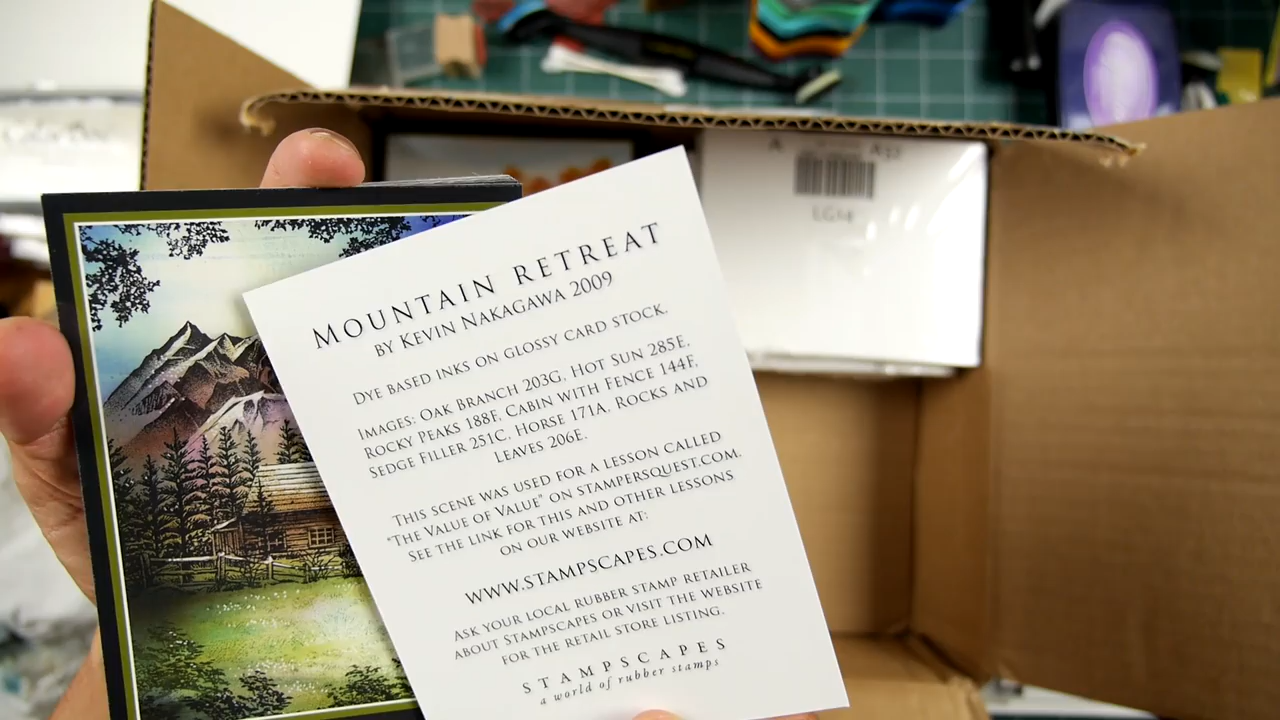 MOUNTAIN RETREAT
BY KEVIN NAKAGAWA 2009
DYE BASED INKS ON GLOSSY CARD STOCK.
IMAGES: OAK BRANCH 203G, HOT SUN 285E,
ROCKY PEAKS 188F, CABIN WITH FENCE 144F,
SEDGE FILLER 251C, HORSE 171A, ROCKS AND
LEAVES 206E.
THIS SCENE WAS USED FOR A LESSON CALLED
"THE VALUE OF VALUE" ON STAMPERSQUEST.COM.
SEE THE LINK FOR THIS AND OTHER LESSONS
ON OUR WEBSITE AT:
WWW.STAMPSCAPES.COM
ASK YOUR LOCAL RUBBER STAMP RETAILER
ABOUT STAMPSCAPES OR VISIT THE WEBSITE
FOR THE RETAIL STORE LISTING.
STAMPSCAPES
a world of rubber stamps